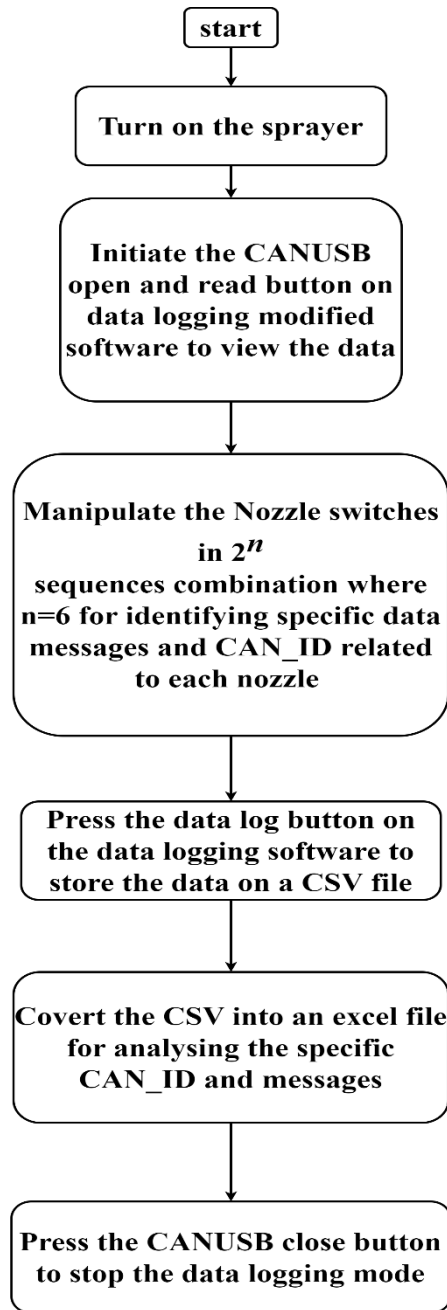 start
Turn on the sprayer
Initiate the CANUSB
open and read button on
data logging modified
software to view the data
Manipulate the Nozzle switches
in 2ⁿ
sequences combination where
n=6 for identifying specific data
messages and CAN_ID related
to each nozzle
Press the data log button on
the data logging software to
store the data on a CSV file
Covert the CSV into an excel file
for analysing the specific
CAN_ID and messages
Press the CANUSB close button
to stop the data logging mode